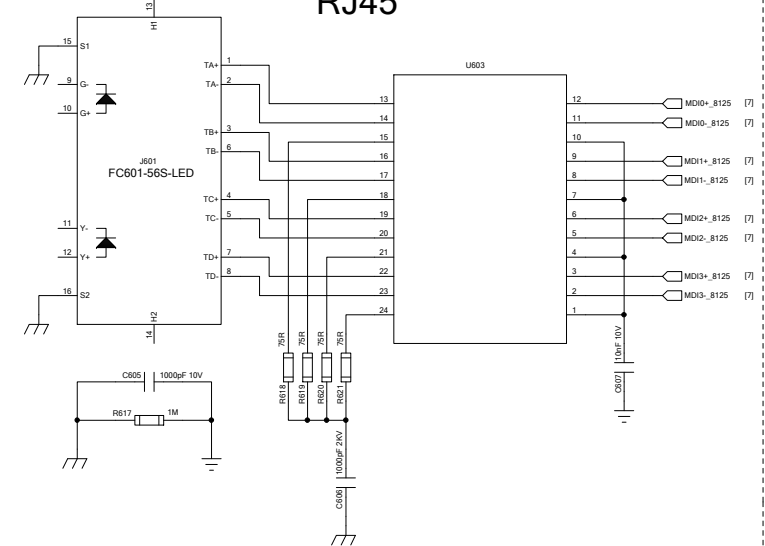 RJ45
13
H1
15 S1
9 G-
10 G+
TA+ 1
TA- 2
TB+ 3
TB- 6
J601
FC601-56S-LED
TC+ 4
TC- 5
11 Y-
12 Y+
TD+ 7
TD- 8
16 S2
H2
14
U603
13
14
15
16
17
18
19
20
21
22
23
24
12
11
10
9
8
7
6
5
4
3
2
1
MDI0+_8125 [7]
MDI0-_8125 [7]
MDI1+_8125 [7]
MDI1-_8125 [7]
MDI2+_8125 [7]
MDI2-_8125 [7]
MDI3+_8125 [7]
MDI3-_8125 [7]
75R
75R
75R
75R
R618
R619
R620
R621
C605 1000pF 10V
R617 1M
C606 1000pF 2KV
C607 10nF 10V